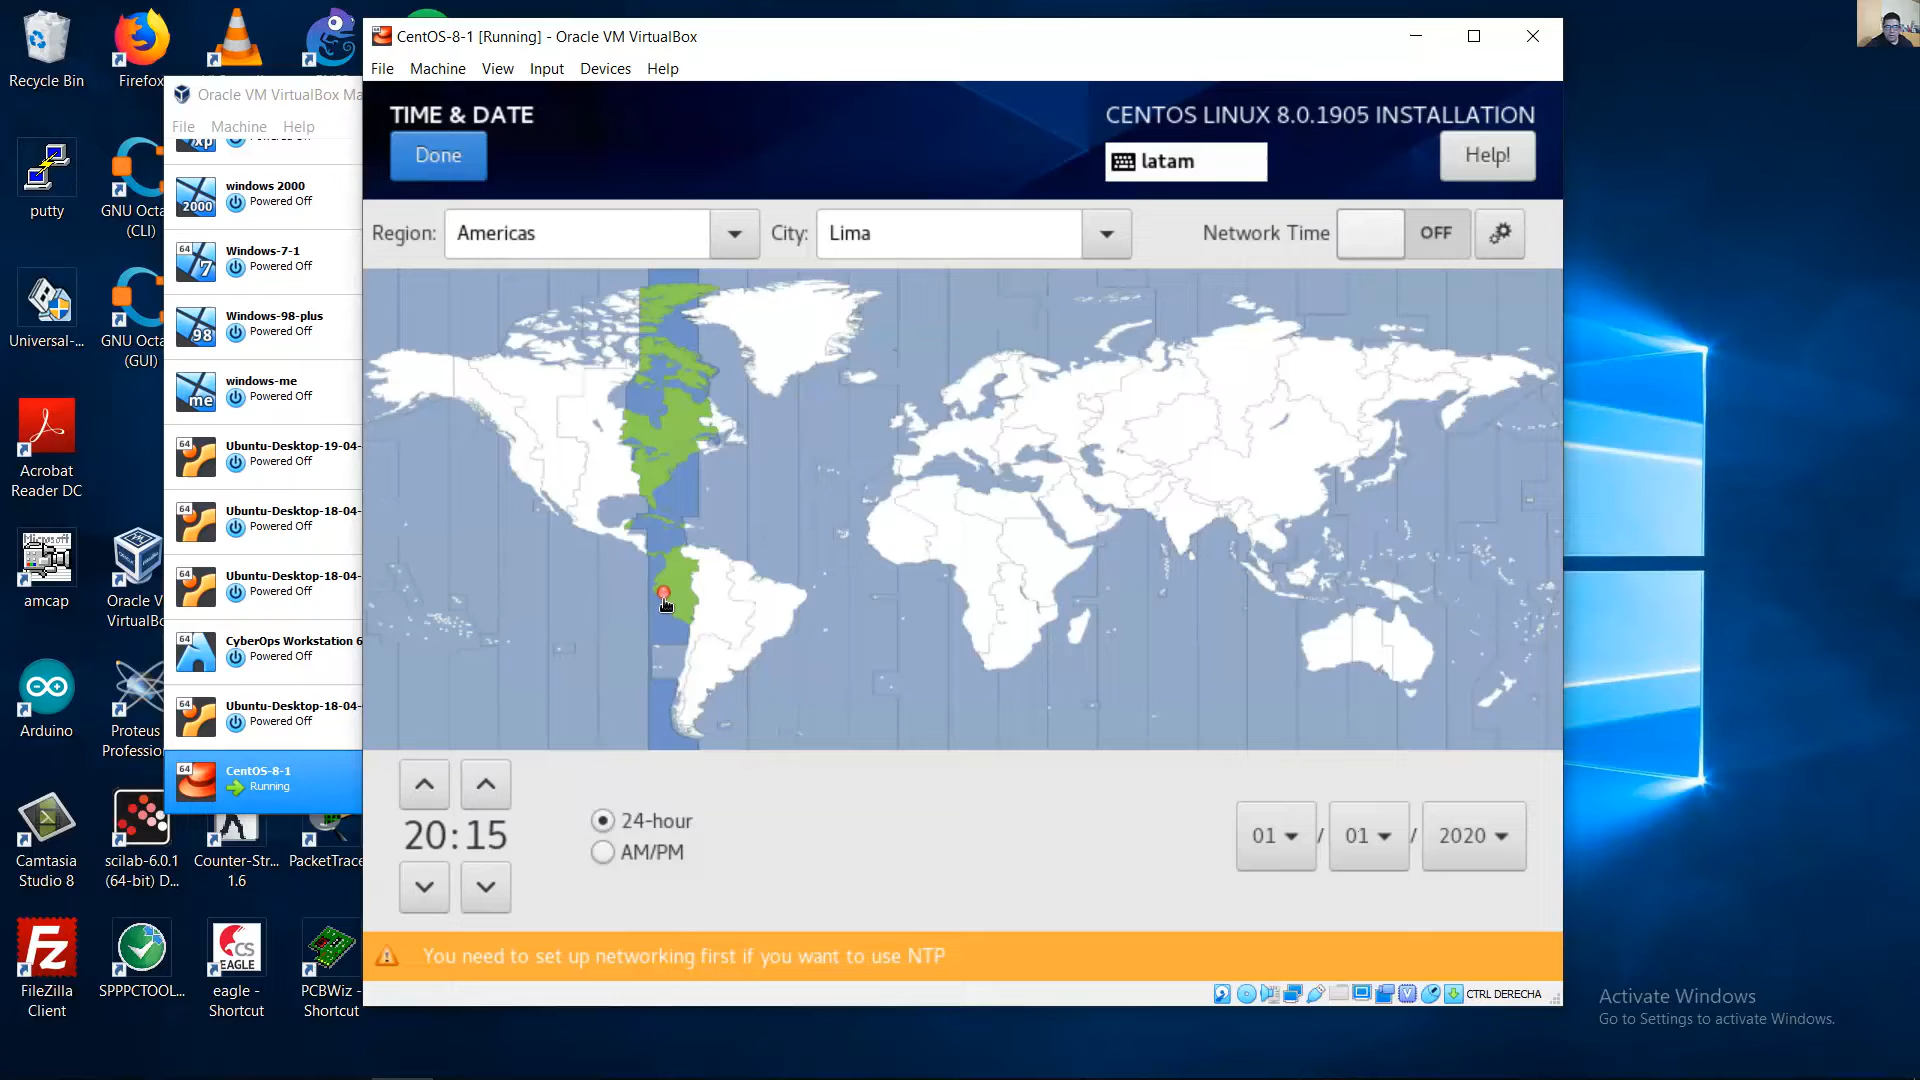 Recycle Bin
Firefox
putty
GNU Octa
(CLI)
Universal-...
GNU Octa
(GUI)
Acrobat
Reader DC
amcap
Oracle V
VirtualBo
Arduino
Proteus
Professio
Camtasia
Studio 8
scilab-6.0.1
(64-bit) D...
Counter-Str...
1.6
PacketTrace
FileZilla
Client
SPPPCTOOL...
eagle -
Shortcut
PCBWiz -
Shortcut
Oracle VM VirtualBox Ma
File Machine Help
windows 2000
Powered Off
Windows-7-1
Powered Off
Windows-98-plus
Powered Off
windows-me
Powered Off
Ubuntu-Desktop-19-04-
Powered Off
Ubuntu-Desktop-18-04-
Powered Off
Ubuntu-Desktop-18-04-
Powered Off
CyberOps Workstation 6
Powered Off
Ubuntu-Desktop-18-04-
Powered Off
CentOS-8-1
Running
CentOS-8-1 [Running] - Oracle VM VirtualBox
File Machine View Input Devices Help
TIME & DATE
CENTOS LINUX 8.0.1905 INSTALLATION
Done
latam
Help!
Region: Americas City: Lima Network Time OFF
20:15
24-hour
AM/PM
01 / 01 / 2020
You need to set up networking first if you want to use NTP
CTRL DERECHA
Activate Windows
Go to Settings to activate Windows.